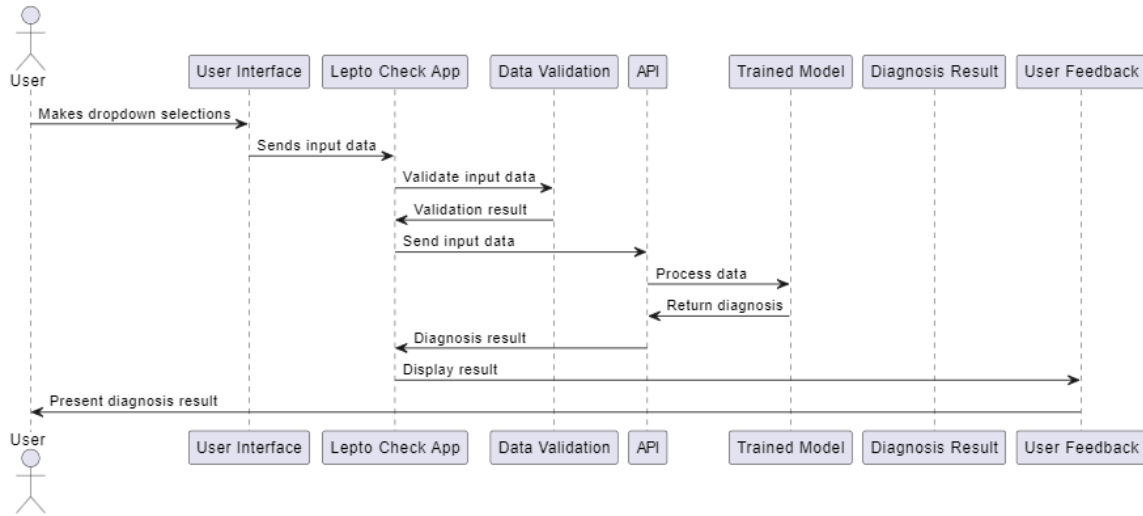 User
User Interface
Lepto Check App
Data Validation
API
Trained Model
Diagnosis Result
User Feedback
Makes dropdown selections
Sends input data
Validate input data
Validation result
Send input data
Process data
Return diagnosis
Diagnosis result
Display result
Present diagnosis result
User
User Interface
Lepto Check App
Data Validation
API
Trained Model
Diagnosis Result
User Feedback